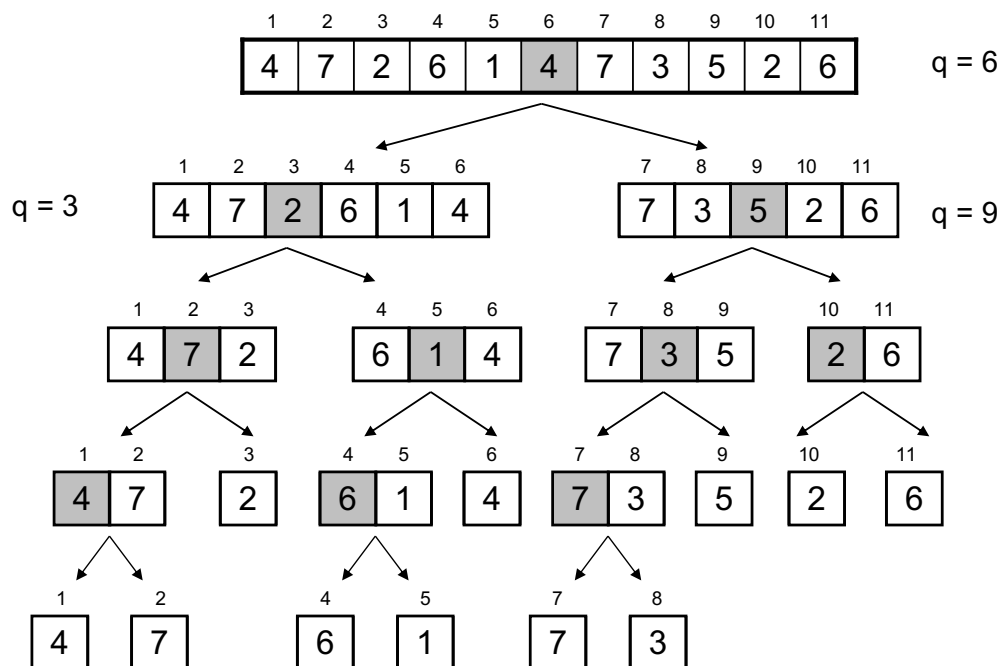 1 2 3 4 5 6 7 8 9 10 11
4 7 2 6 1 4 7 3 5 2 6 q = 6
1 2 3 4 5 6 7 8 9 10 11
q = 3 4 7 2 6 1 4 7 3 5 2 6 q = 9
1 2 3 4 5 6 7 8 9 10 11
4 7 2 6 1 4 7 3 5 2 6
1 2 3 4 5 6 7 8 9 10 11
4 7 2 6 1 4 7 3 5 2 6
1 2 4 5 7 8
4 7 6 1 7 3